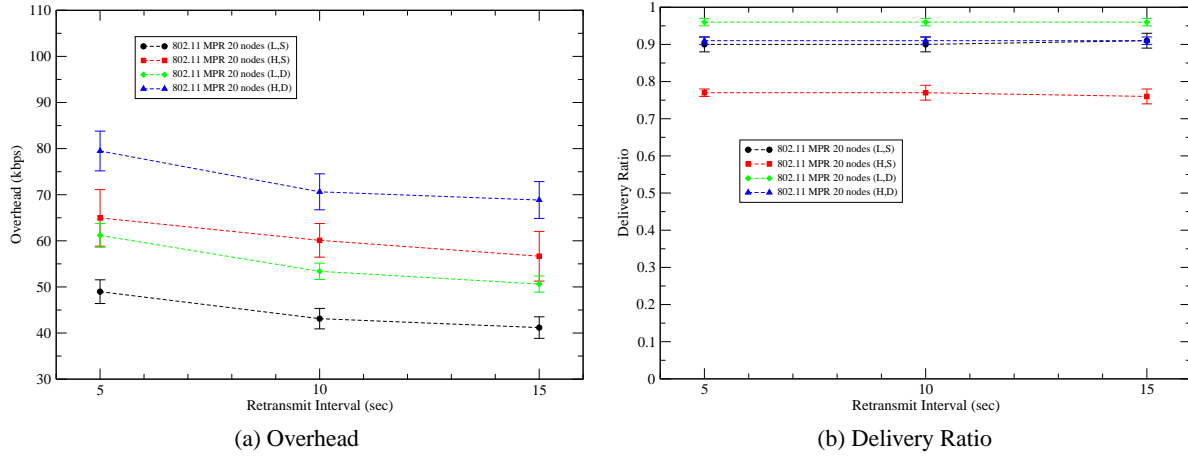 110
100
90
80
70
60
50
40
30
Overhead (kbps)
802.11 MPR 20 nodes (L,S)
802.11 MPR 20 nodes (H,S)
802.11 MPR 20 nodes (L,D)
802.11 MPR 20 nodes (H,D)
5 10 15
Retransmit Interval (sec)
(a) Overhead
1
0.9
0.8
0.7
0.6
0.5
0.4
0.3
0.2
0.1
0
Delivery Ratio
802.11 MPR 20 nodes (L,S)
802.11 MPR 20 nodes (H,S)
802.11 MPR 20 nodes (L,D)
802.11 MPR 20 nodes (H,D)
5 10 15
Retransmit Interval (sec)
(b) Delivery Ratio